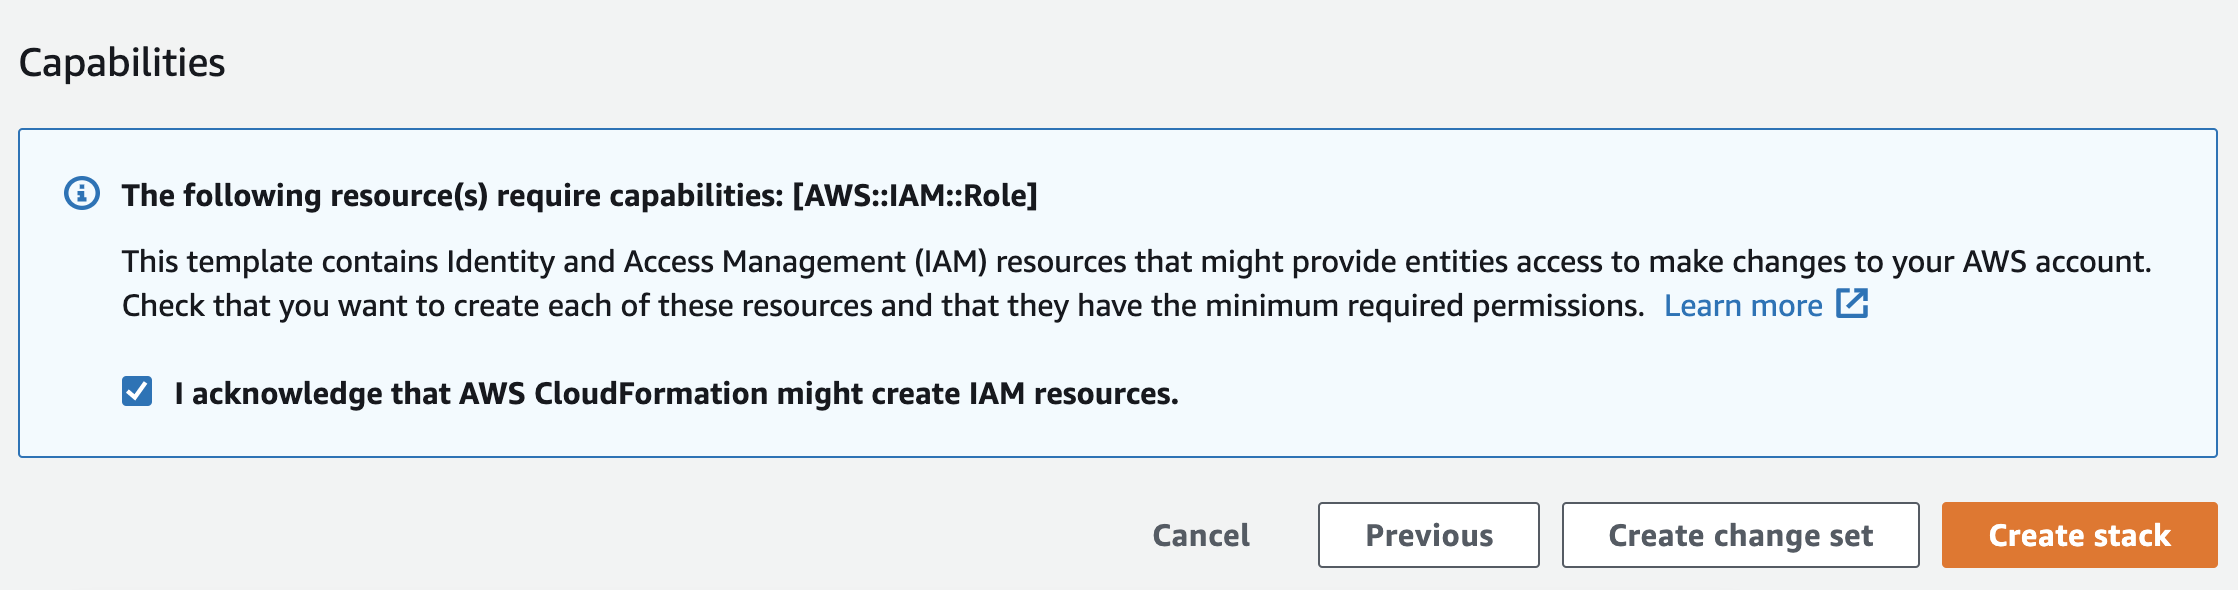 Capabilities
The following resource(s) require capabilities: [AWS::IAM::Role]
This template contains Identity and Access Management (IAM) resources that might provide entities access to make changes to your AWS account.
Check that you want to create each of these resources and that they have the minimum required permissions. Learn more
I acknowledge that AWS CloudFormation might create IAM resources.
Cancel Previous Create change set Create stack